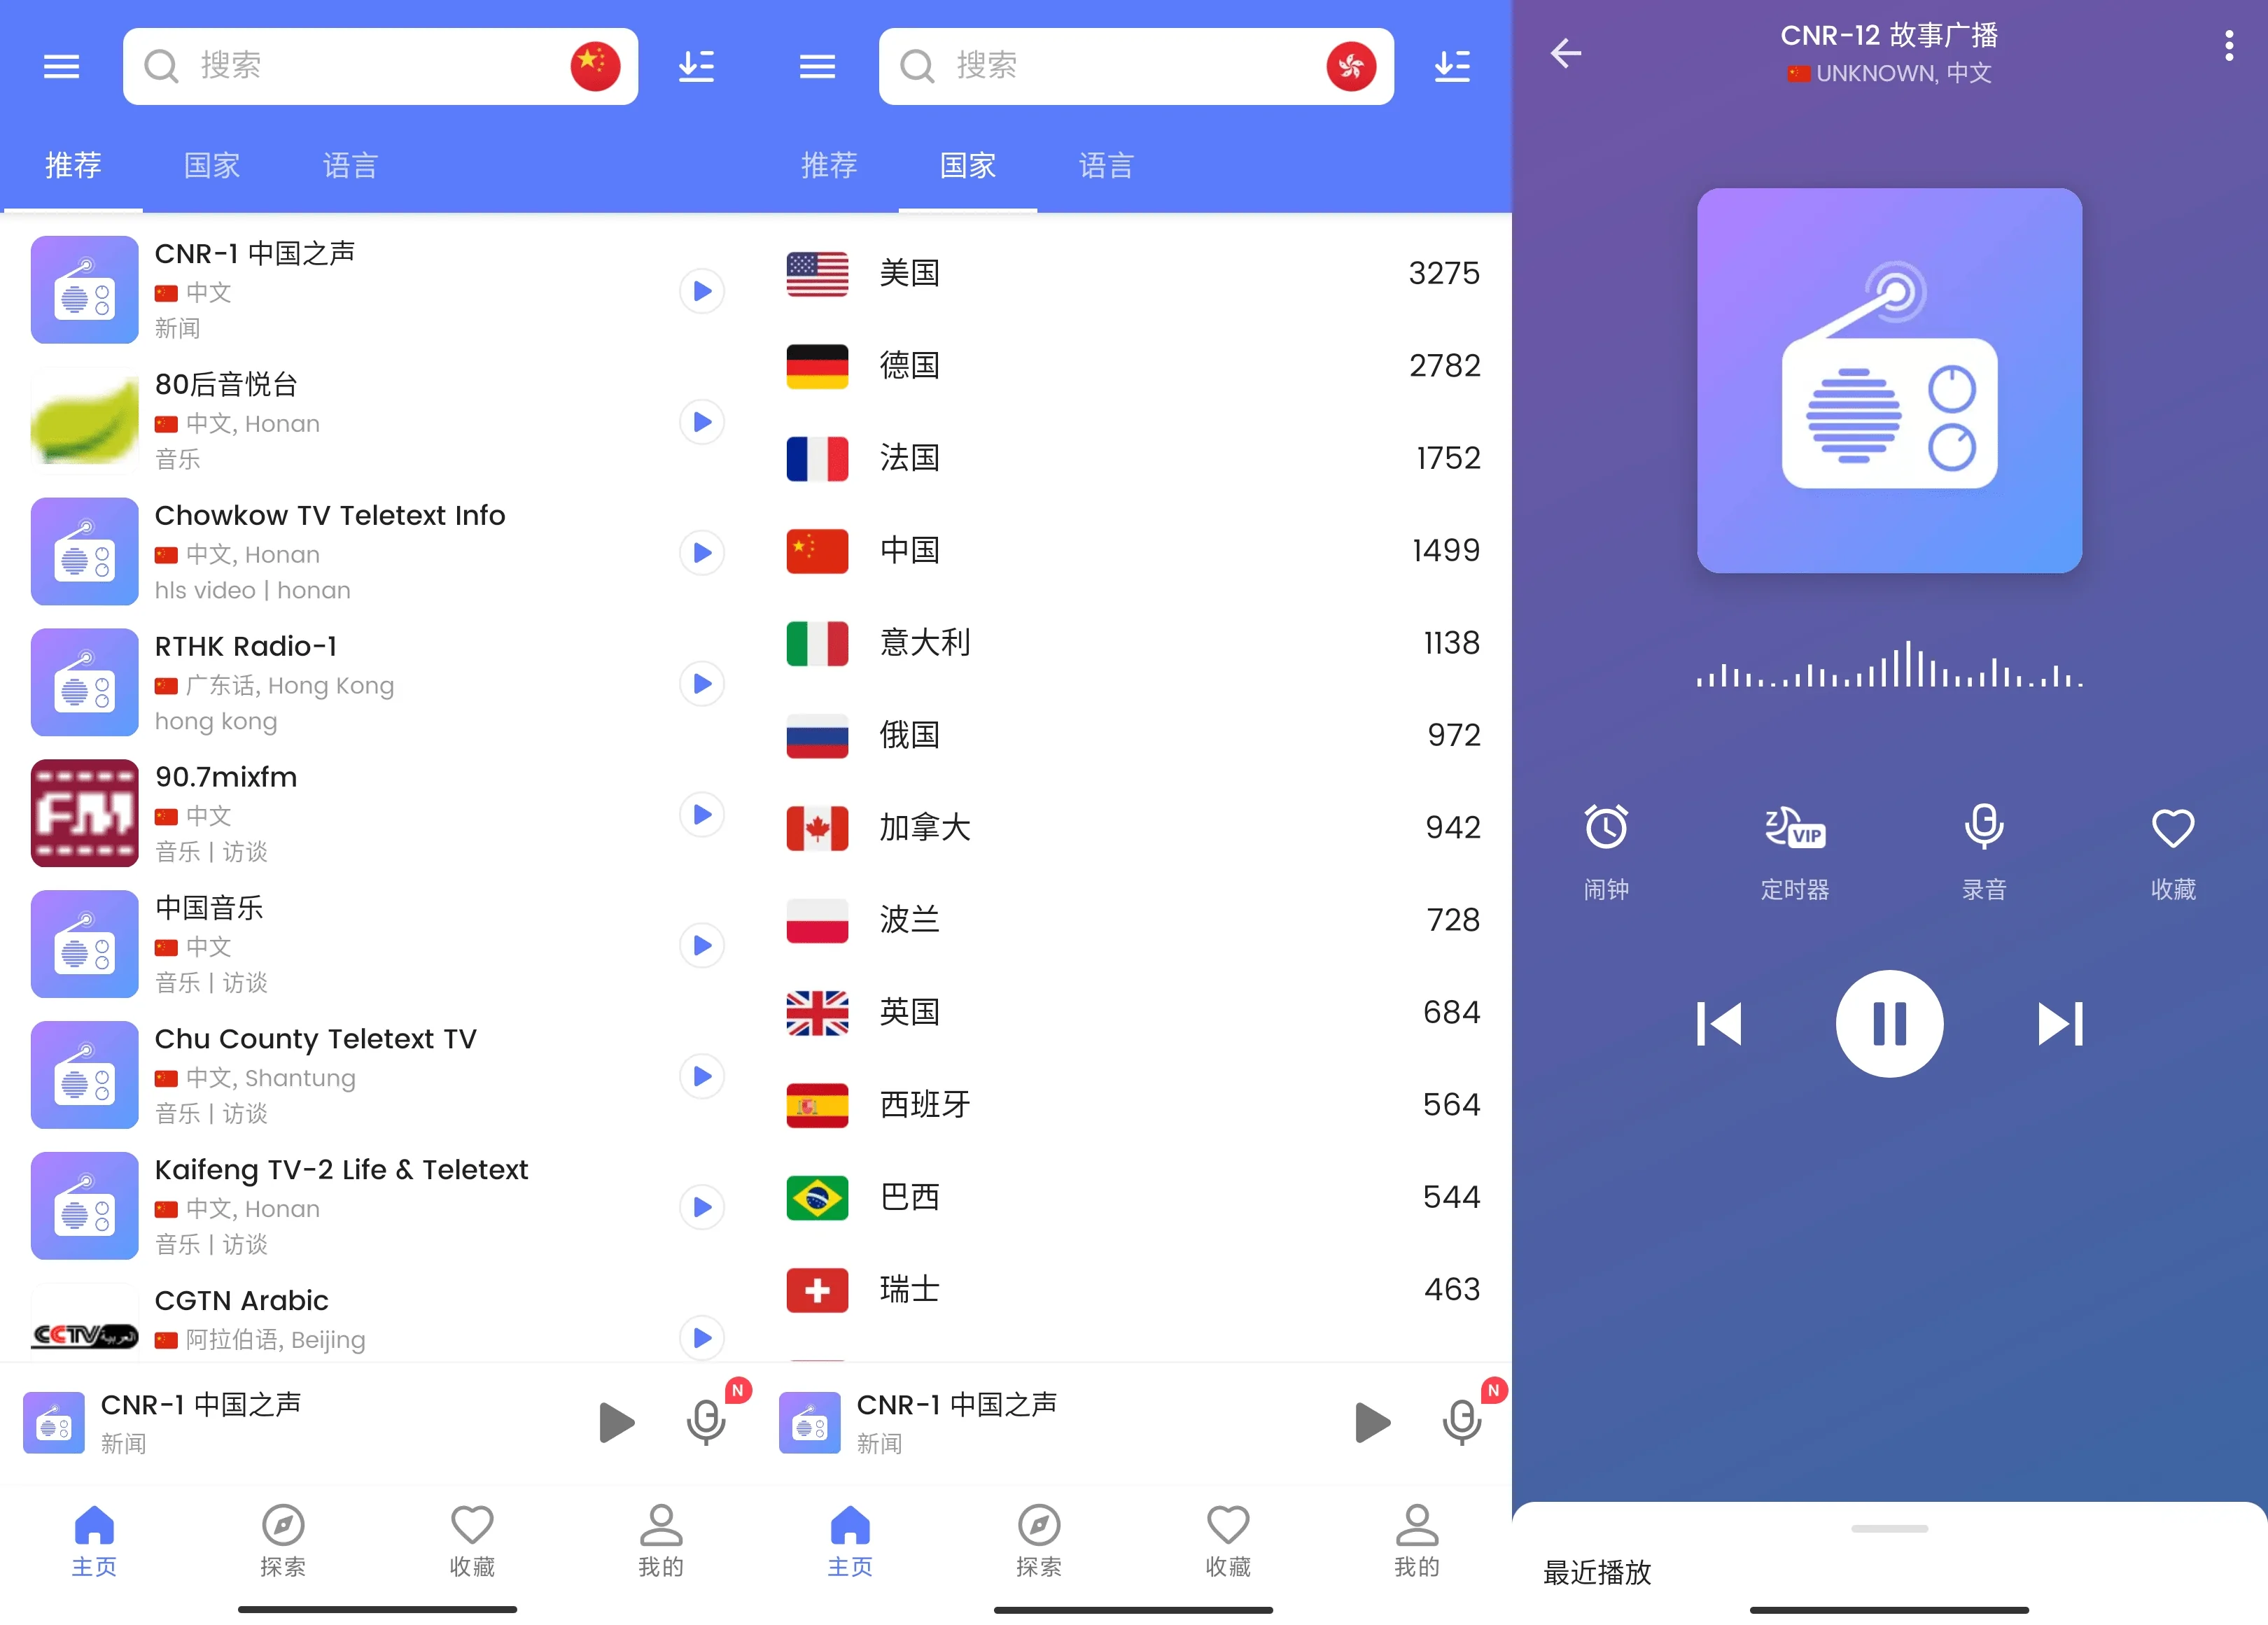 搜索
推荐
国家
语言
CNR-1 中国之声
中文
新闻
80后音悦台
中文, Honan
音乐
Chowkow TV Teletext Info
中文, Honan
hls video | honan
RTHK Radio-1
广东话, Hong Kong
hong kong
FM
90.7mixfm
中文
音乐 | 访谈
中国音乐
中文
音乐 | 访谈
Chu County Teletext TV
中文, Shantung
音乐 | 访谈
Kaifeng TV-2 Life & Teletext
中文, Honan
音乐 | 访谈
CCTV العربية
CGTN Arabic
阿拉伯语, Beijing
CNR-1 中国之声
新闻
N
主页
探索
收藏
我的
搜索
推荐
国家
语言
美国 3275
德国 2782
法国 1752
中国 1499
意大利 1138
俄国 972
加拿大 942
波兰 728
英国 684
西班牙 564
巴西 544
瑞士 463
CNR-1 中国之声
新闻
N
主页
探索
收藏
我的
CNR-12 故事广播
UNKNOWN, 中文
闹钟
Z VIP
定时器
录音
收藏
最近播放